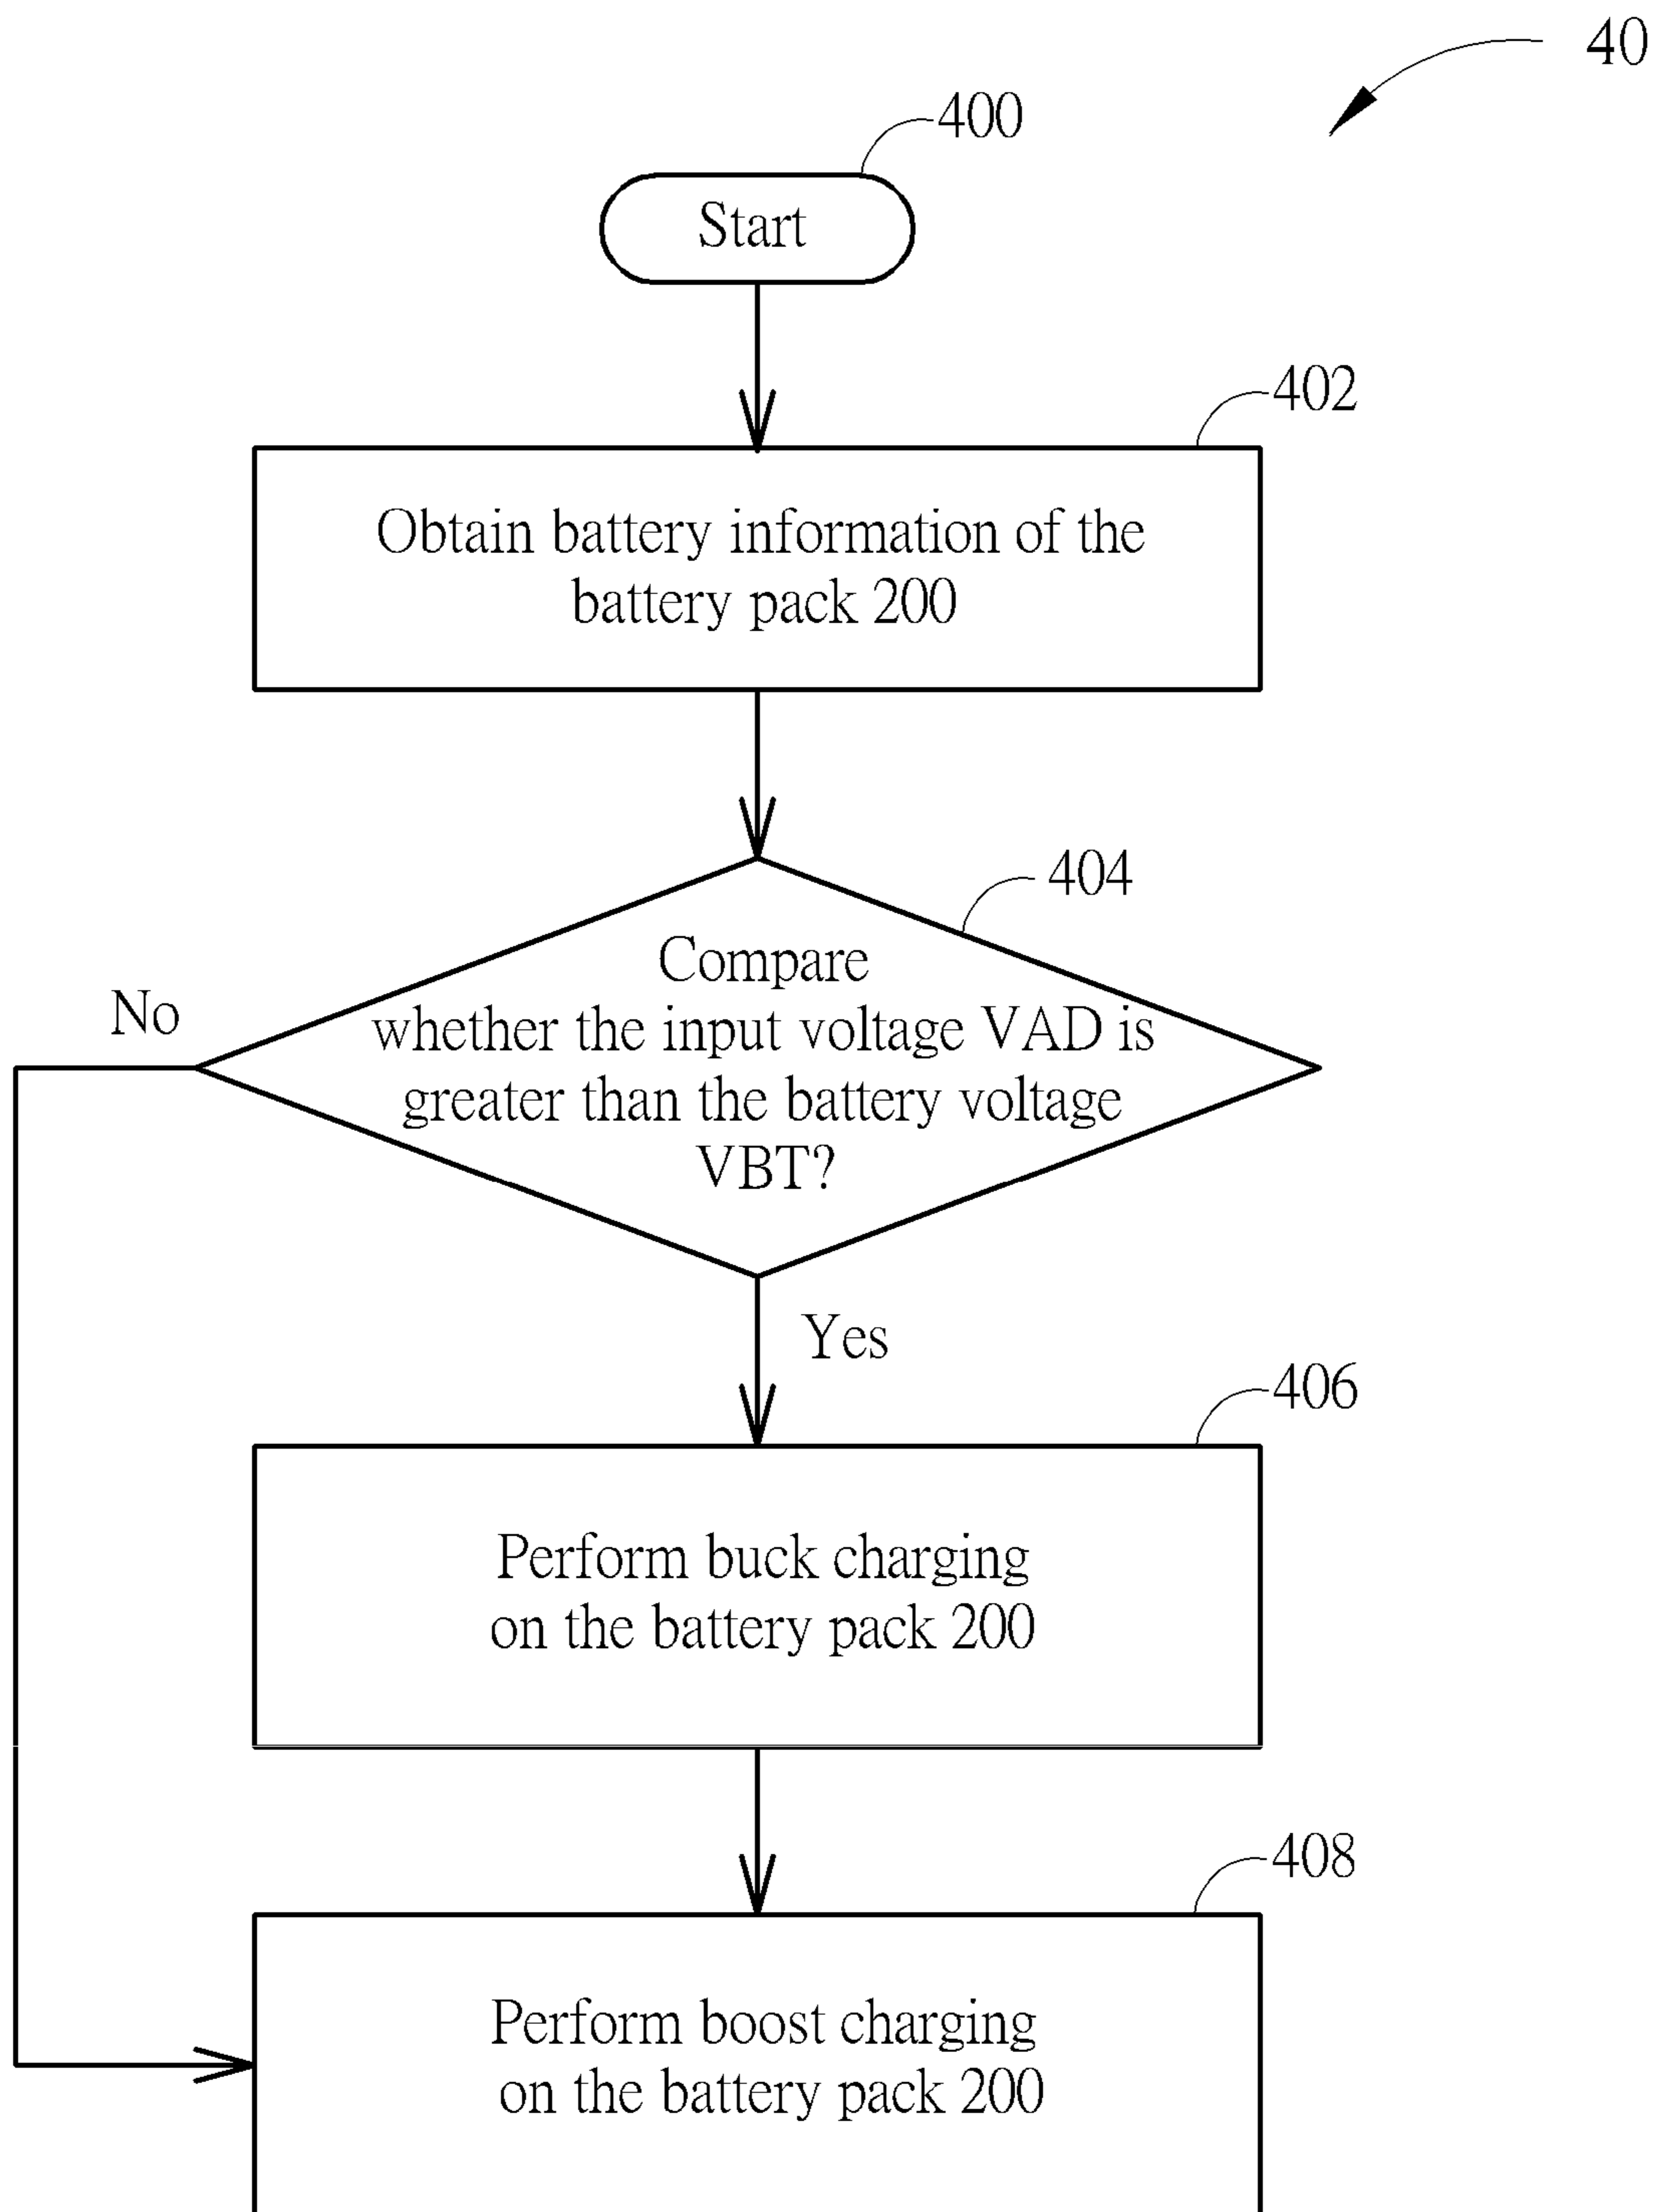 40
400
Start
402
Obtain battery information of the
battery pack 200
404
Compare
whether the input voltage VAD is
greater than the battery voltage
VBT?
No
Yes
406
Perform buck charging
on the battery pack 200
408
Perform boost charging
on the battery pack 200